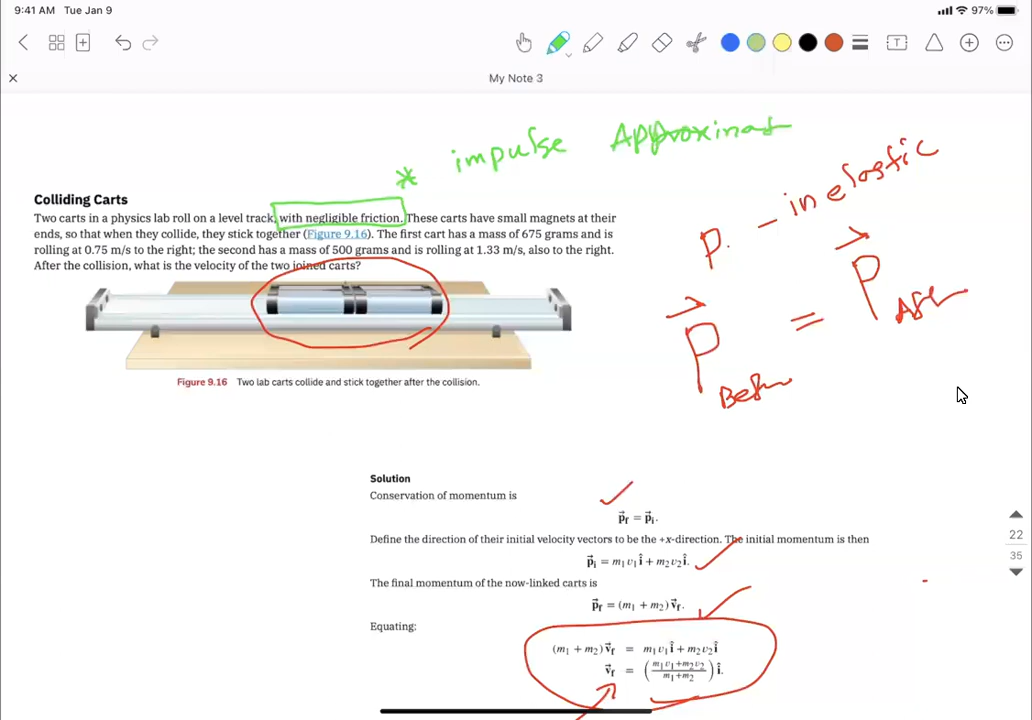 9:41 AM Tue Jan 9
97%
My Note 3
* impulse Approximat
P. - inelastic
Colliding Carts
Two carts in a physics lab roll on a level track, with negligible friction. These carts have small magnets at their
ends, so that when they collide, they stick together (Figure 9.16). The first cart has a mass of 675 grams and is
rolling at 0.75 m/s to the right; the second has a mass of 500 grams and is rolling at 1.33 m/s, also to the right.
After the collision, what is the velocity of the two joined carts?
P⃗ = P⃗
Figure 9.16 Two lab carts collide and stick together after the collision.
Solution
Conservation of momentum is
p⃗f = p⃗i.
Define the direction of their initial velocity vectors to be the +x-direction. The initial momentum is then
p⃗i = m1v1î + m2v2î.
The final momentum of the now-linked carts is
p⃗f = (m1 + m2)v⃗f.
Equating:
(m1 + m2)v⃗f = m1v1î + m2v2î
v⃗f = (m1v1+m2v2 / m1+m2) î.
22
35